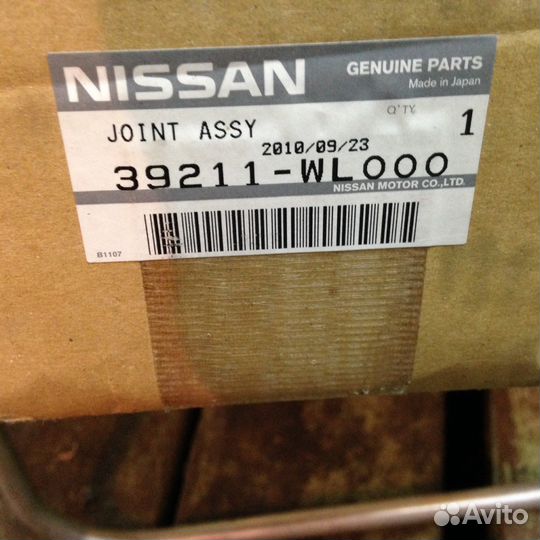 NISSAN
GENUINE PARTS
Made in Japan
JOINT ASSY
Q'TY
1
2010/09/23
39211-WL000
NISSAN MOTOR CO.,LTD.
B1107
Avito